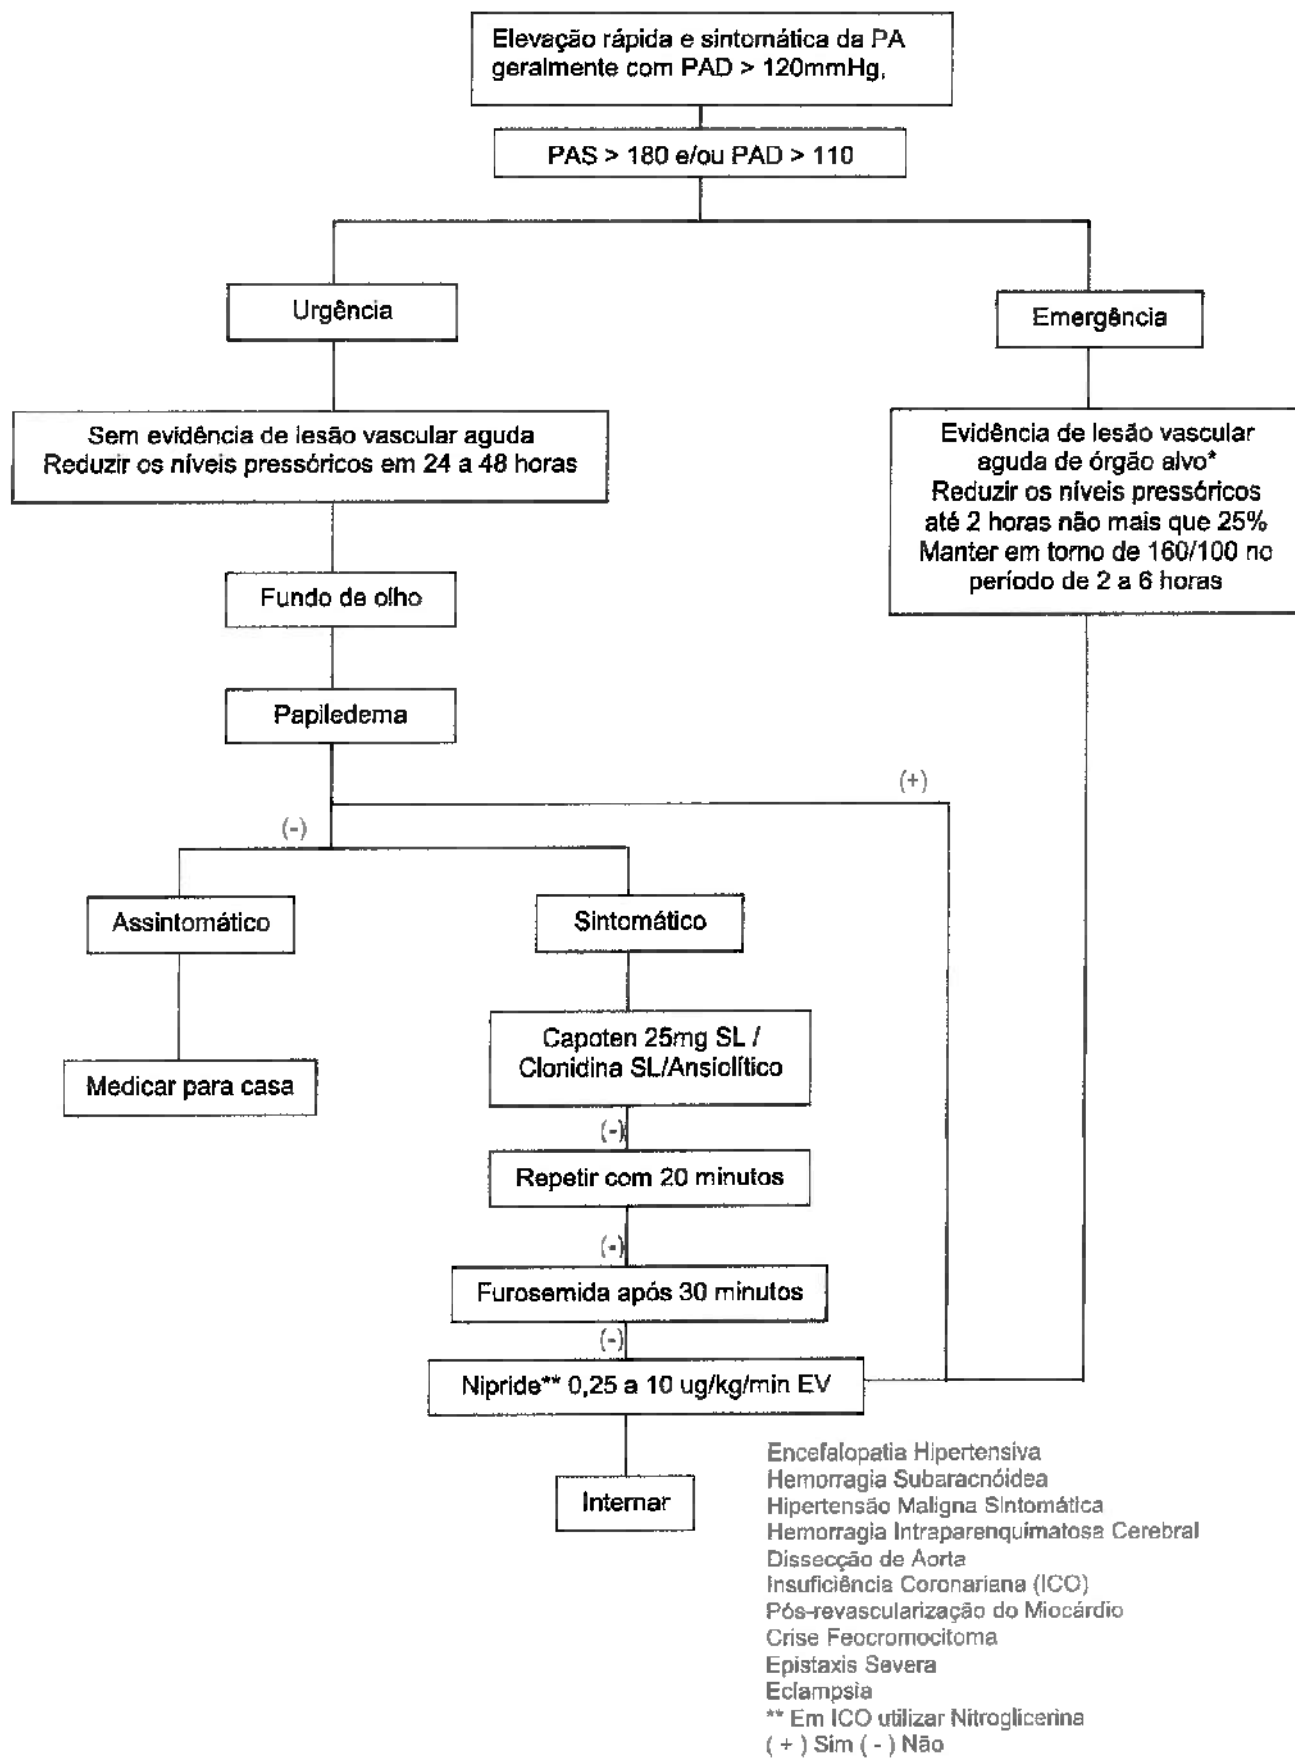 Elevação rápida e sintomática da PA
geralmente com PAD > 120mmHg,
PAS > 180 e/ou PAD > 110
Urgência
Emergência
Sem evidência de lesão vascular aguda
Reduzir os níveis pressóricos em 24 a 48 horas
Evidência de lesão vascular
aguda de órgão alvo*
Reduzir os níveis pressóricos
até 2 horas não mais que 25%
Manter em torno de 160/100 no
período de 2 a 6 horas
Fundo de olho
Papiledema
(+)
(-)
Assintomático
Sintomático
Medicar para casa
Capoten 25mg SL /
Clonidina SL/Ansiolítico
(-)
Repetir com 20 minutos
(-)
Furosemida após 30 minutos
(-)
Nipride** 0,25 a 10 ug/kg/min EV
Internar
Encefalopatia Hipertensiva
Hemorragia Subaracnóidea
Hipertensão Maligna Sintomática
Hemorragia Intraparenquimatosa Cerebral
Dissecção de Aorta
Insuficiência Coronariana (ICO)
Pós-revascularização do Miocárdio
Crise Feocromocitoma
Epistaxis Severa
Eclampsia
** Em ICO utilizar Nitroglicerina
( + ) Sim ( - ) Não